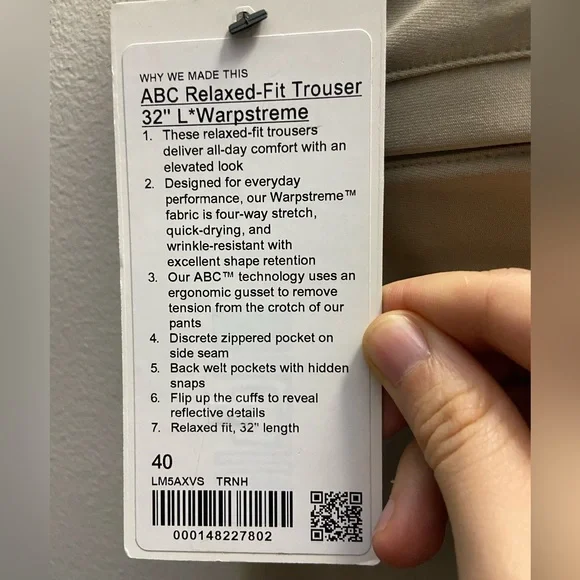 WHY WE MADE THIS
ABC Relaxed-Fit Trouser
32" L*Warpstreme
1. These relaxed-fit trousers
deliver all-day comfort with an
elevated look
2. Designed for everyday
performance, our Warpstreme™
fabric is four-way stretch,
quick-drying, and
wrinkle-resistant with
excellent shape retention
3. Our ABC™ technology uses an
ergonomic gusset to remove
tension from the crotch of our
pants
4. Discrete zippered pocket on
side seam
5. Back welt pockets with hidden
snaps
6. Flip up the cuffs to reveal
reflective details
7. Relaxed fit, 32" length
40
LM5AXVS TRNH
000148227802